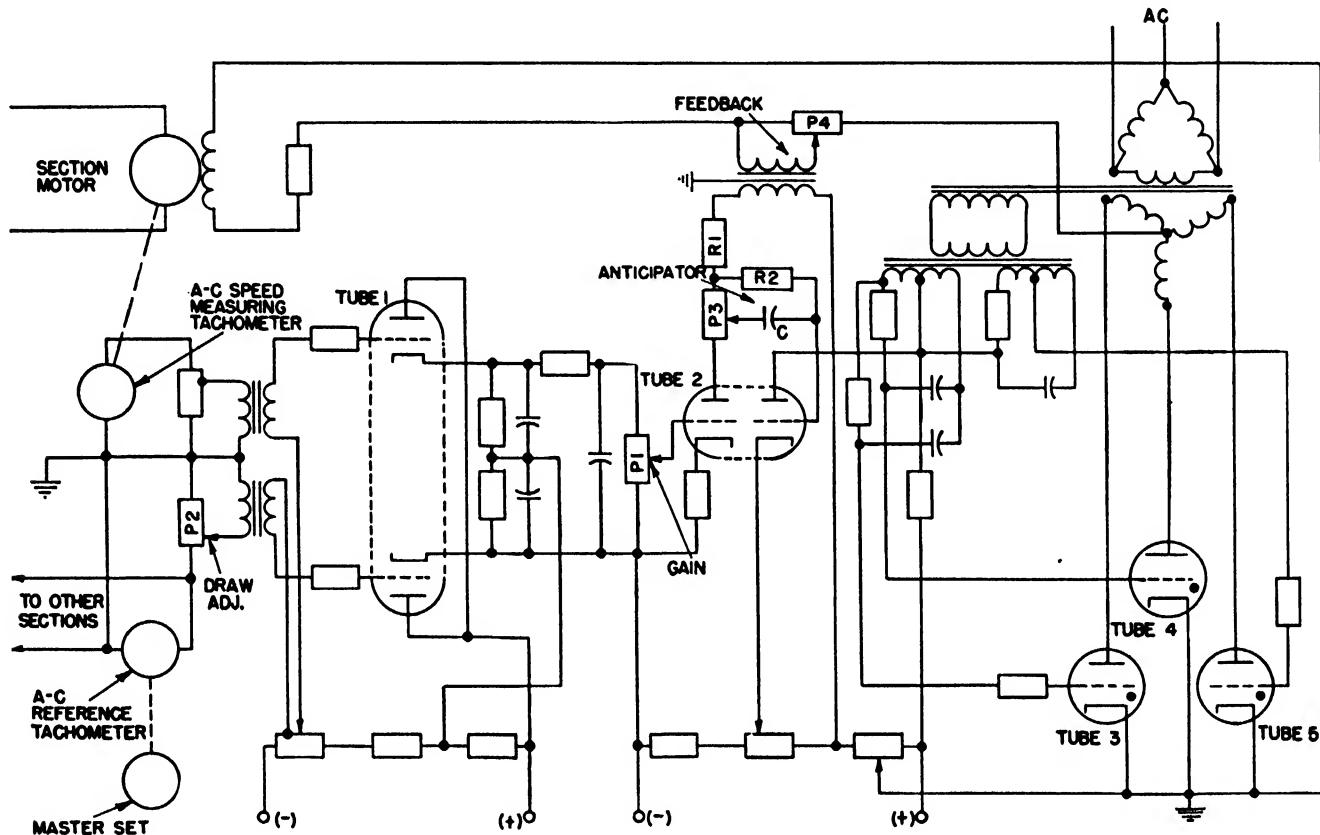 AC
FEEDBACK
P4
SECTION
MOTOR
R1
ANTICIPATOR
R2
A-C SPEED
MEASURING
TACHOMETER
TUBE 1
P3
C
TUBE 2
P1
P2
GAIN
DRAW
ADJ.
TO OTHER
SECTIONS
TUBE 4
A-C
REFERENCE
TACHOMETER
TUBE 3
TUBE 5
MASTER SET
(-)
(+)
(-)
(+)